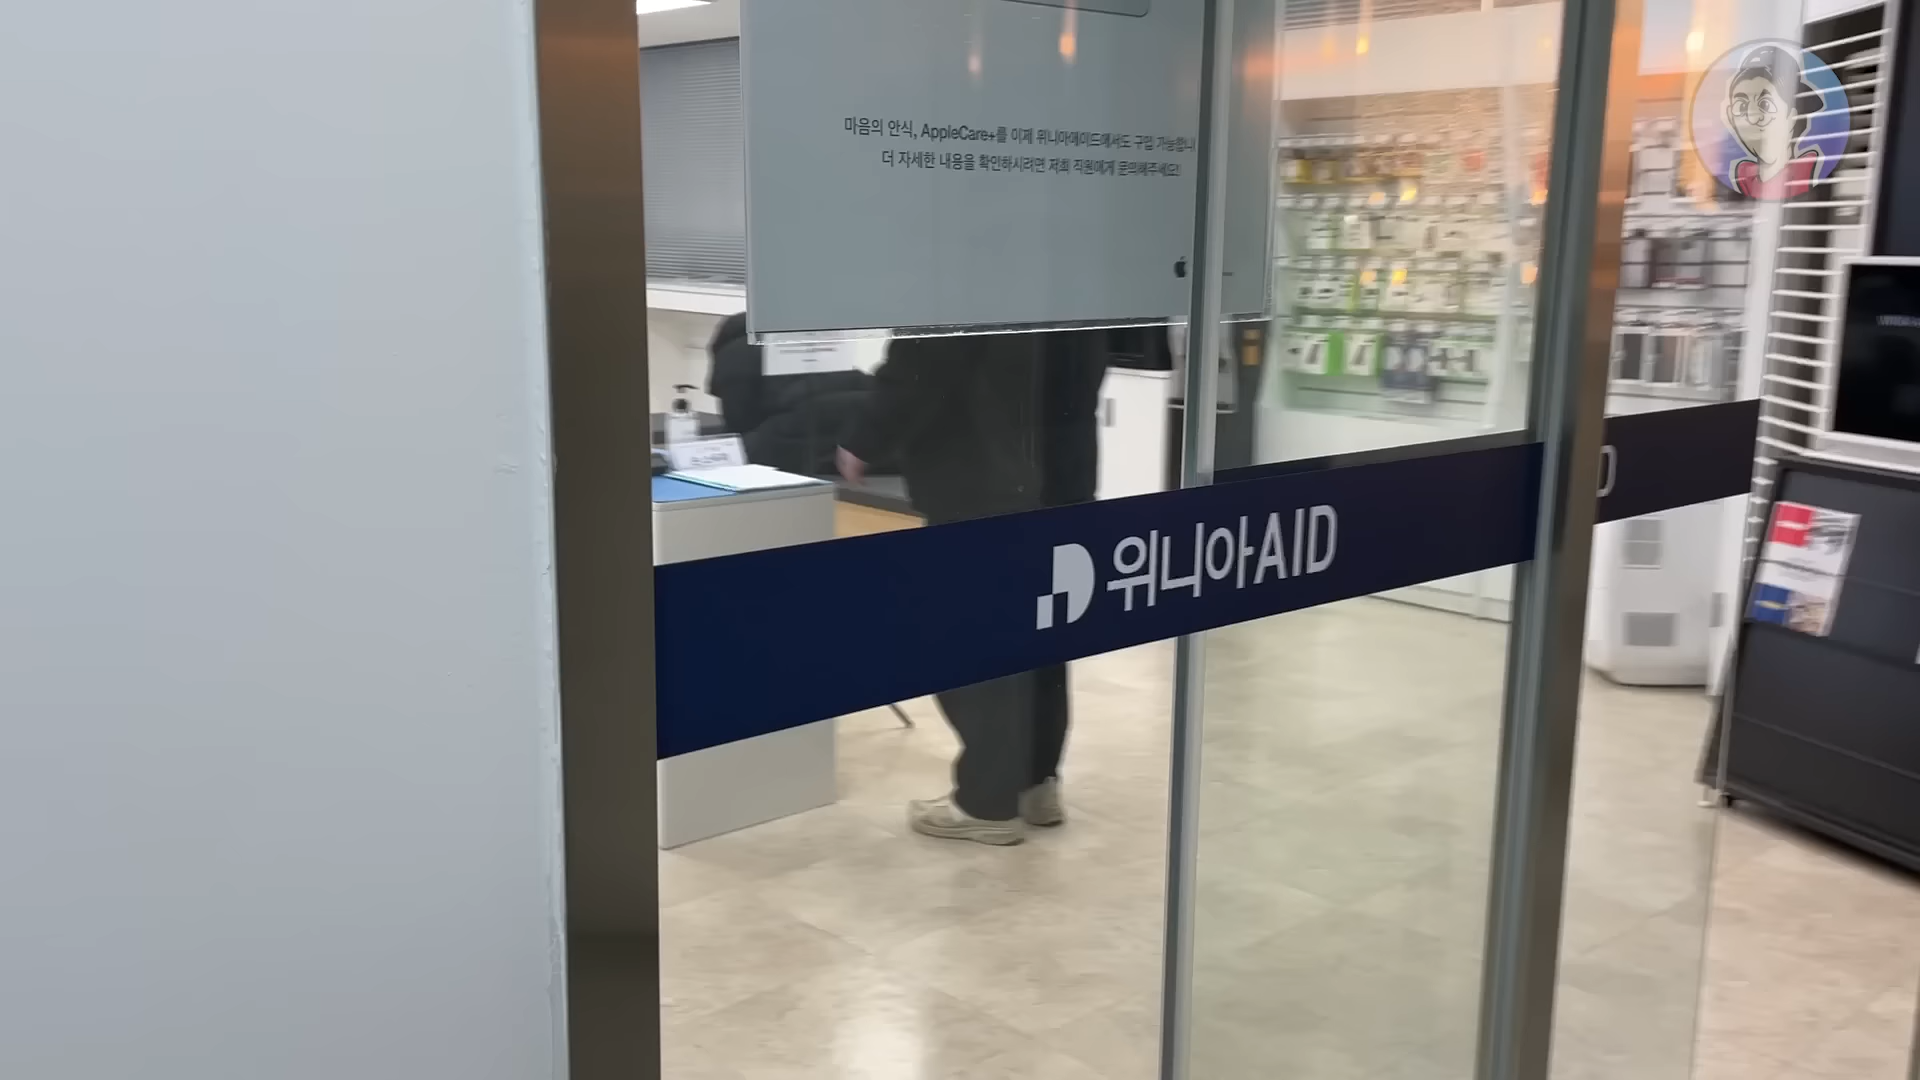 마음의 안식, AppleCare+를 이제 위니아에이드에서도 구입 가능합니
더 자세한 내용을 확인하시려면 저희 직원에게 문의해주세요!
위니아AID
D